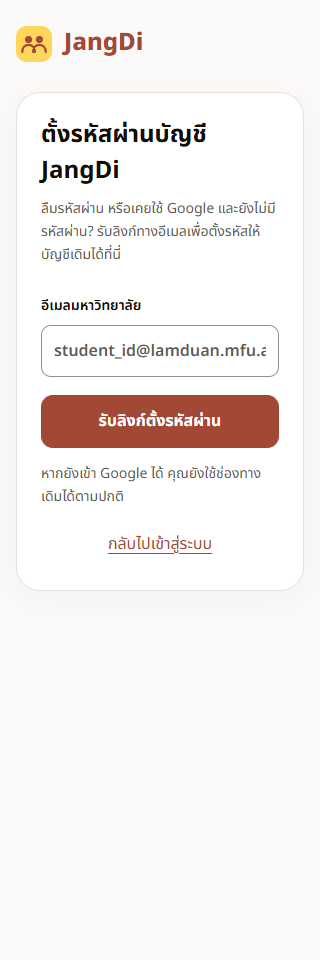 JangDi
ตั้งรหัสผ่านบัญชี
JangDi
ลืมรหัสผ่าน หรือเคยใช้ Google และยังไม่มี
รหัสผ่าน? รับลิงก์ทางอีเมลเพื่อตั้งรหัสให้
บัญชีเดิมได้ที่นี่
อีเมลมหาวิทยาลัย
student_id@lamduan.mfu.a
รับลิงก์ตั้งรหัสผ่าน
หากยังเข้า Google ได้ คุณยังใช้ช่องทาง
เดิมได้ตามปกติ
กลับไปเข้าสู่ระบบ